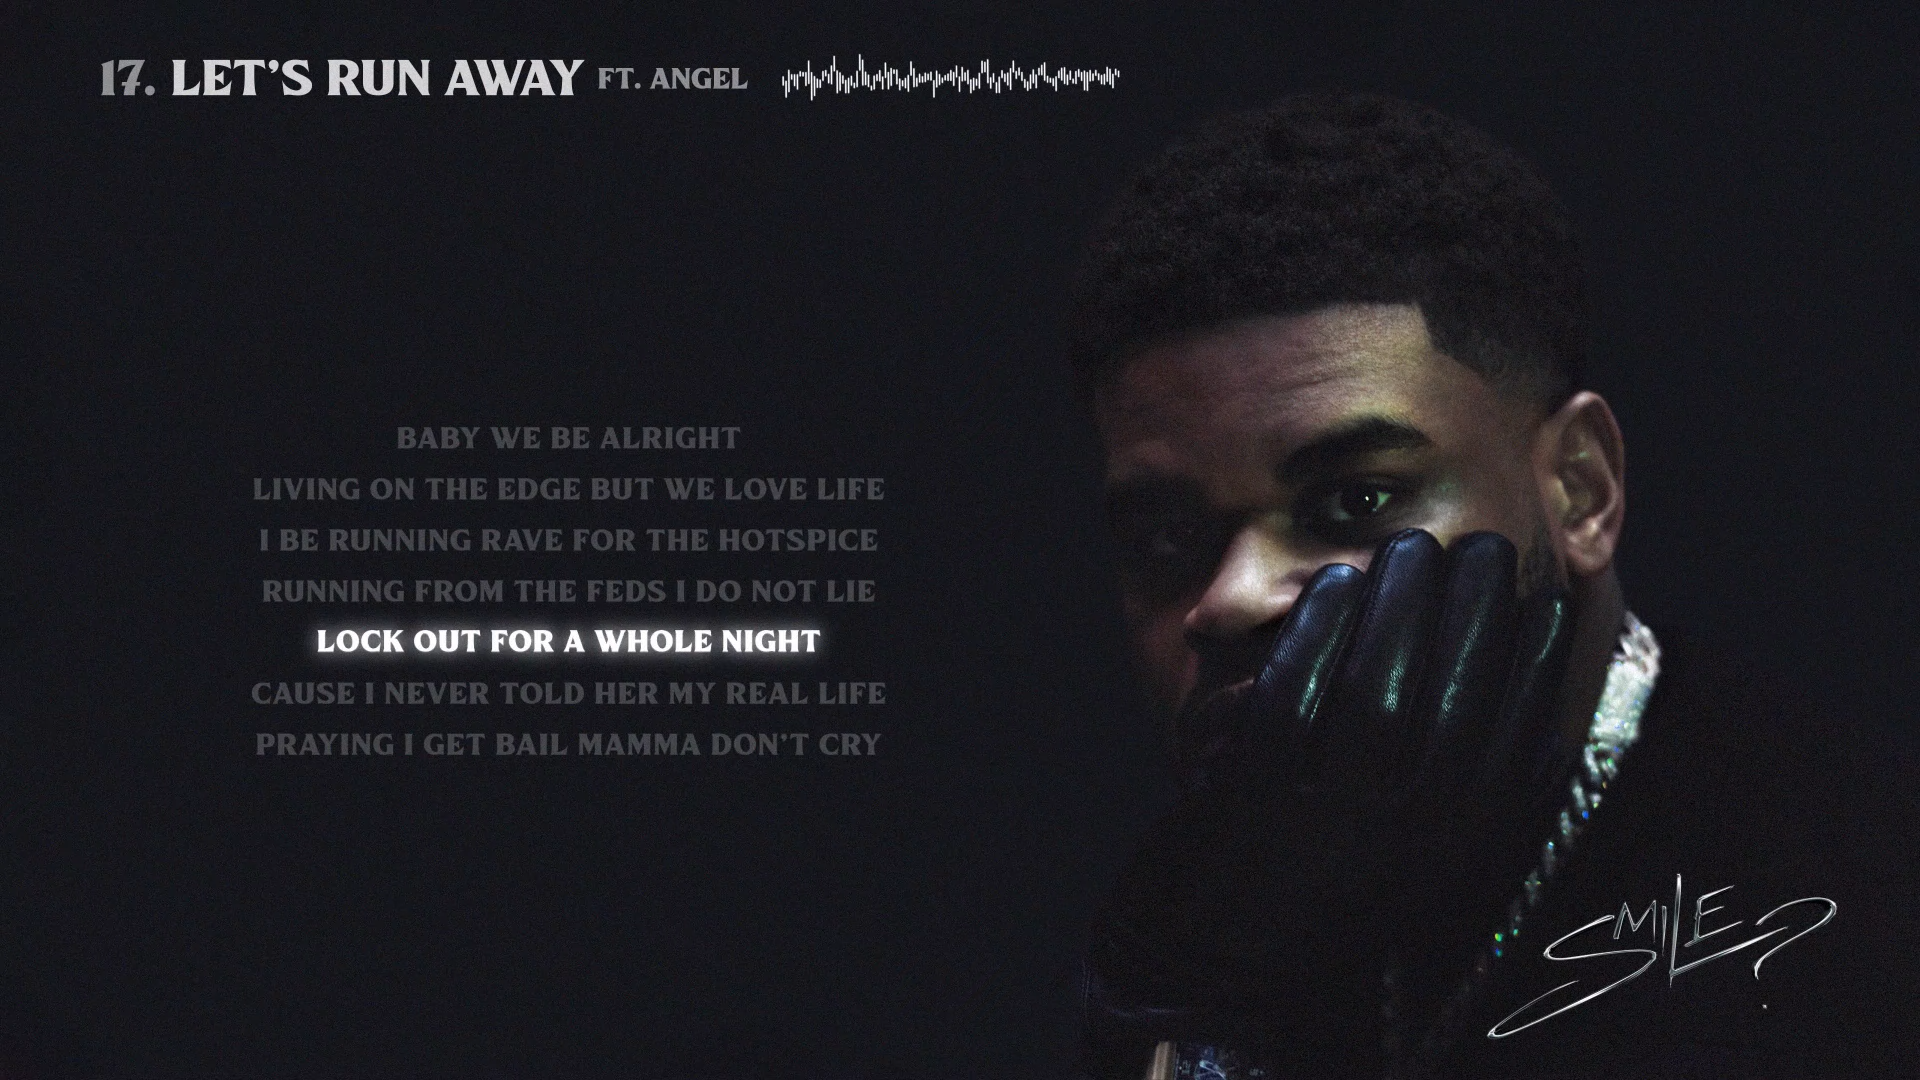 17. LET'S RUN AWAY FT. ANGEL
BABY WE BE ALRIGHT
LIVING ON THE EDGE BUT WE LOVE LIFE
I BE RUNNING RAVE FOR THE HOTSPICE
RUNNING FROM THE FEDS I DO NOT LIE
LOCK OUT FOR A WHOLE NIGHT
CAUSE I NEVER TOLD HER MY REAL LIFE
PRAYING I GET BAIL MAMMA DON'T CRY
SMILE?